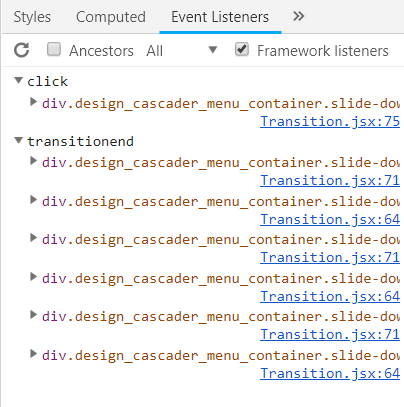 Styles Computed Event Listeners »
Ancestors All Framework listeners
click
div.design_cascader_menu_container.slide-dow
Transition.jsx:75
transitionend
div.design_cascader_menu_container.slide-dow
Transition.jsx:71
div.design_cascader_menu_container.slide-dow
Transition.jsx:64
div.design_cascader_menu_container.slide-dow
Transition.jsx:71
div.design_cascader_menu_container.slide-dow
Transition.jsx:64
div.design_cascader_menu_container.slide-dow
Transition.jsx:71
div.design_cascader_menu_container.slide-dow
Transition.jsx:64